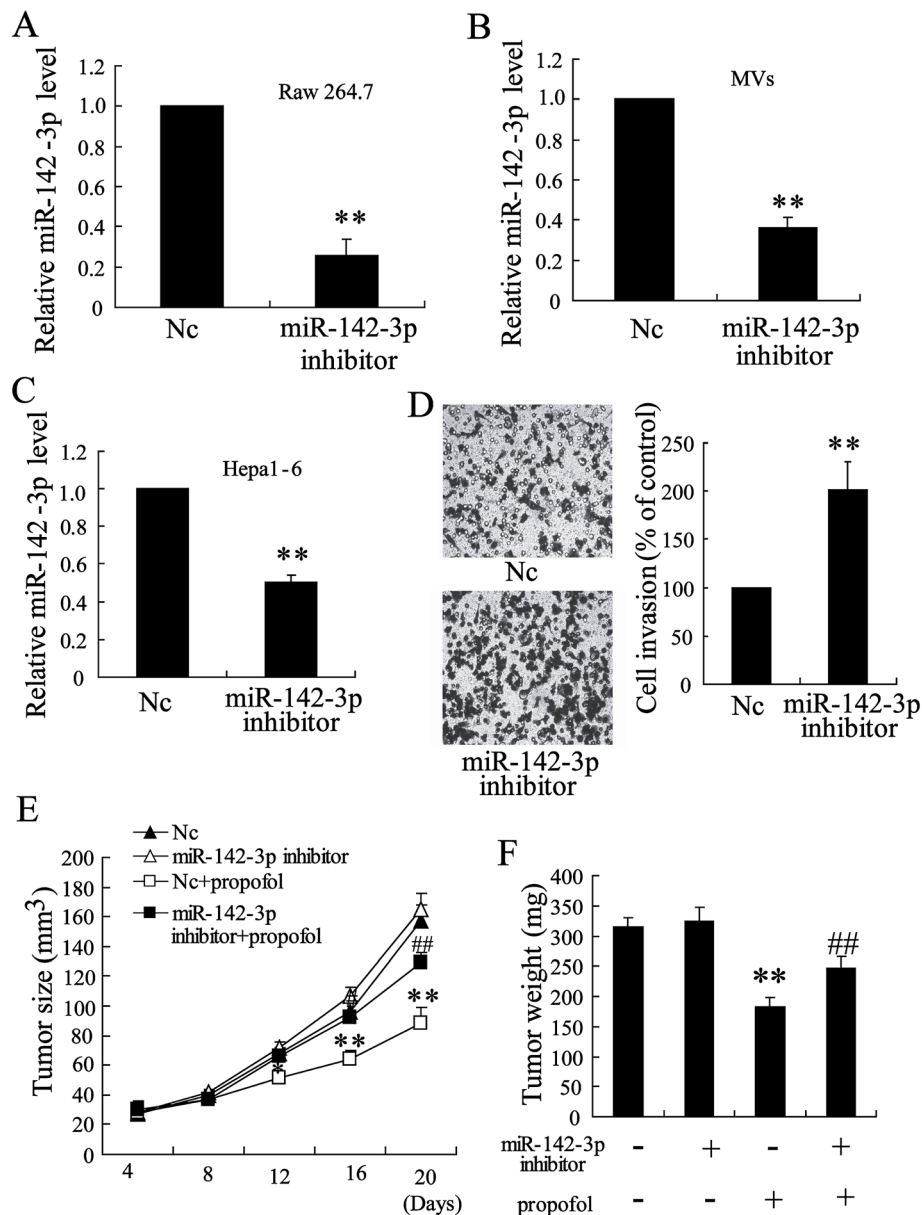 A
Relative miR-142-3p level
1.2
1.0
0.8
0.6
0.4
0.2
0
Raw 264.7
**
Nc
miR-142-3p
inhibitor
B
Relative miR-142-3p level
1.2
1.0
0.8
0.6
0.4
0.2
0
MVs
**
Nc
miR-142-3p
inhibitor
C
Relative miR-142-3p level
1.2
1.0
0.8
0.6
0.4
0.2
0
Hepa1-6
**
Nc
miR-142-3p
inhibitor
D
Nc
miR-142-3p
inhibitor
Cell invasion (% of control)
250
200
150
100
50
0
**
Nc
miR-142-3p
inhibitor
E
Nc
miR-142-3p inhibitor
Nc+propofol
miR-142-3p
inhibitor+propofol
Tumor size (mm3)
200
180
160
140
120
100
80
60
40
20
0
##
**
**
*
4
8
12
16
20
(Days)
F
Tumor weight (mg)
400
350
300
250
200
150
100
50
0
**
##
miR-142-3p
inhibitor
- + - +
propofol
- - + +